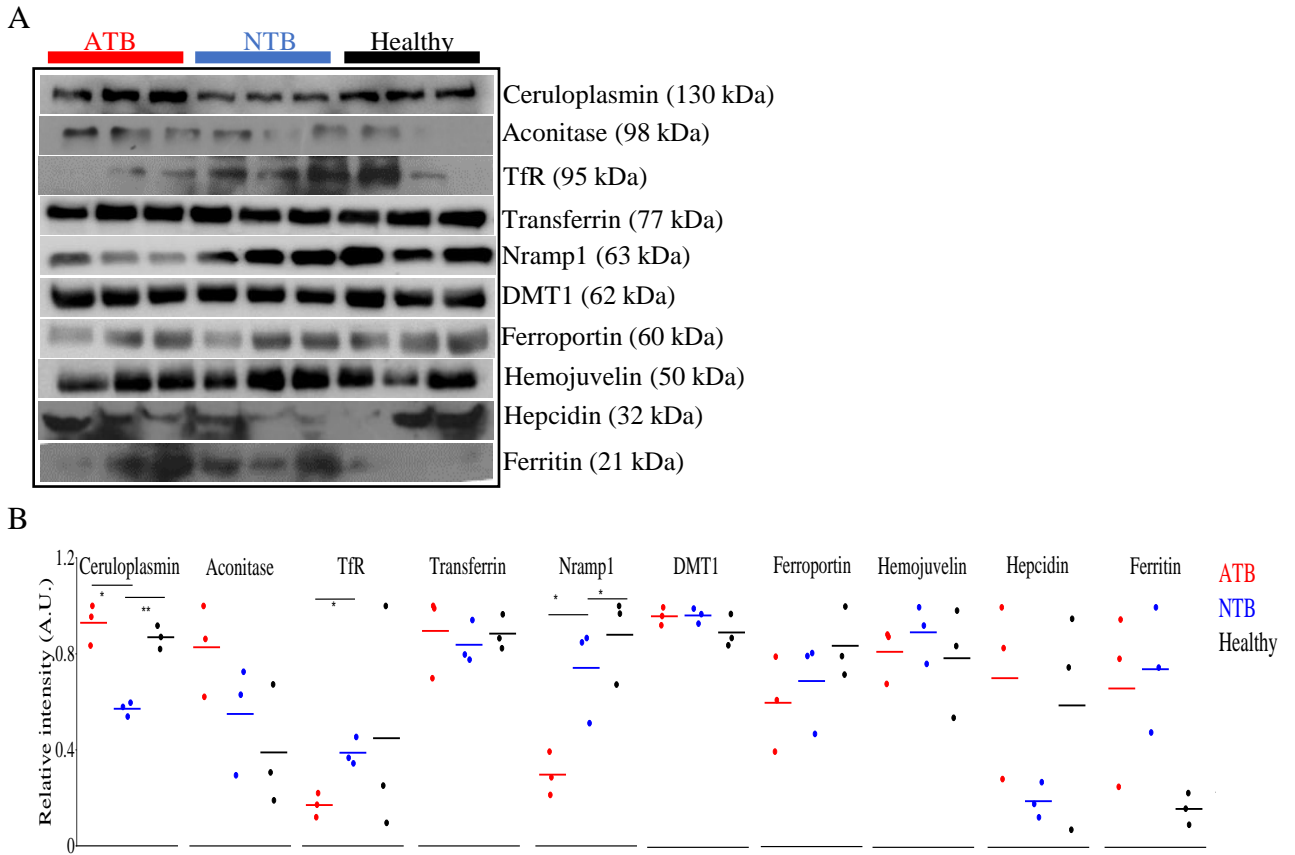 A
ATB NTB Healthy
Ceruloplasmin (130 kDa)
Aconitase (98 kDa)
TfR (95 kDa)
Transferrin (77 kDa)
Nramp1 (63 kDa)
DMT1 (62 kDa)
Ferroportin (60 kDa)
Hemojuvelin (50 kDa)
Hepcidin (32 kDa)
Ferritin (21 kDa)
B
Relative intensity (A.U.)
1.2
0.8
0.4
0
Ceruloplasmin Aconitase TfR Transferrin Nramp1 DMT1 Ferroportin Hemojuvelin Hepcidin Ferritin
* ** * * *
ATB
NTB
Healthy